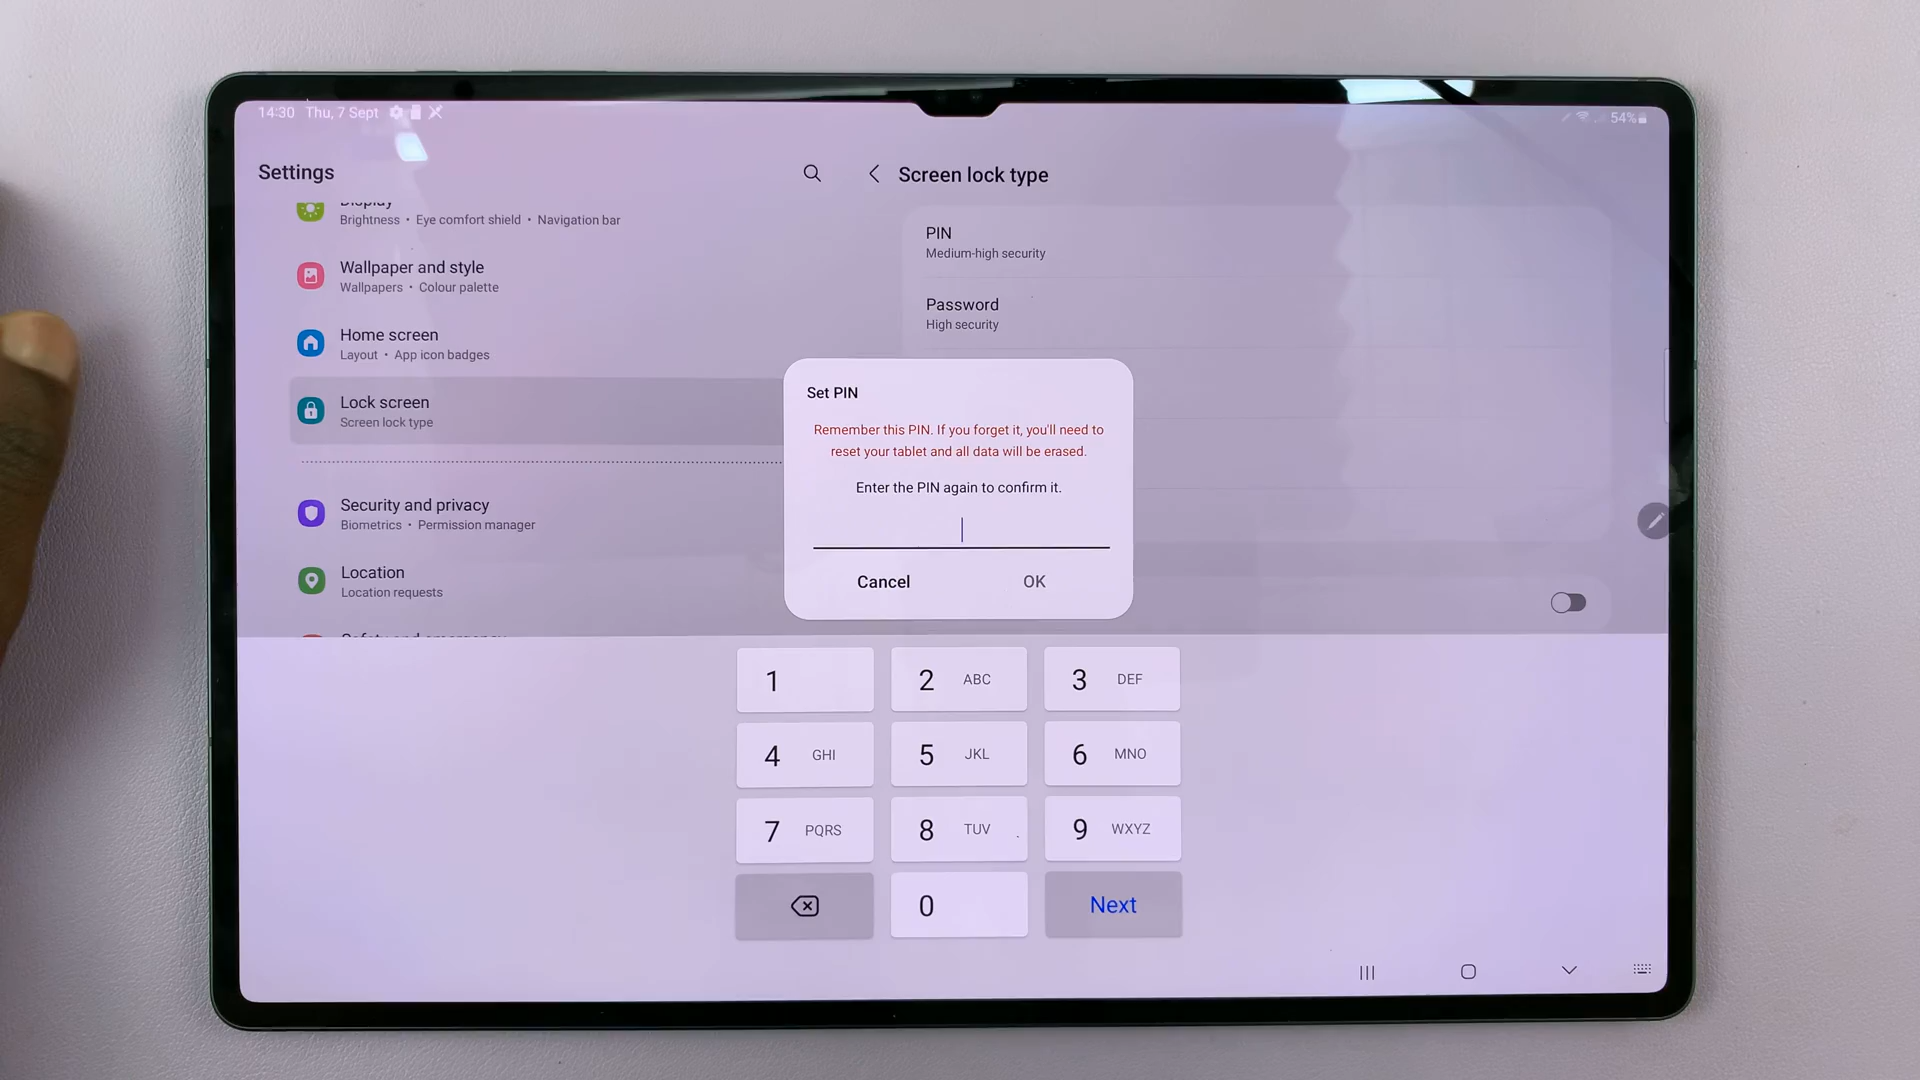 14:30 Thu, 7 Sept
54%
Settings
Screen lock type
Display
Brightness • Eye comfort shield • Navigation bar
Wallpaper and style
Wallpapers • Colour palette
Home screen
Layout • App icon badges
Lock screen
Screen lock type
Security and privacy
Biometrics • Permission manager
Location
Location requests
Safety and emergency
PIN
Medium-high security
Password
High security
Set PIN
Remember this PIN. If you forget it, you'll need to
reset your tablet and all data will be erased.
Enter the PIN again to confirm it.
Cancel OK
1 2 ABC 3 DEF
4 GHI 5 JKL 6 MNO
7 PQRS 8 TUV 9 WXYZ
0 Next